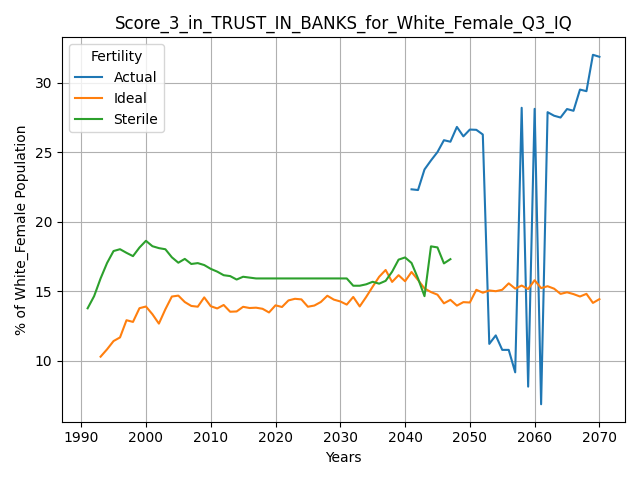 Score_3_in_TRUST_IN_BANKS_for_White_Female_Q3_IQ
Fertility
Actual
Ideal
Sterile
% of White_Female Population
30
25
20
15
10
1990 2000 2010 2020 2030 2040 2050 2060 2070
Years